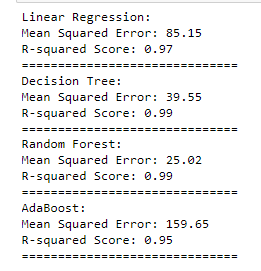 Linear Regression:
Mean Squared Error: 85.15
R-squared Score: 0.97
==============================
Decision Tree:
Mean Squared Error: 39.55
R-squared Score: 0.99
==============================
Random Forest:
Mean Squared Error: 25.02
R-squared Score: 0.99
==============================
AdaBoost:
Mean Squared Error: 159.65
R-squared Score: 0.95
==============================